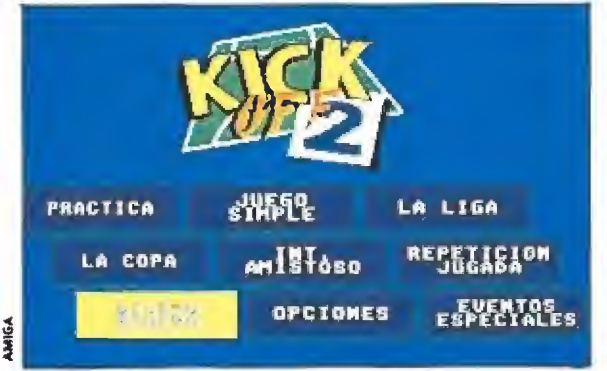 KICK
OFF
2
PRACTICA
JUEGO
SIMPLE
LA LIGA
LA COPA
INT.
AMISTOSO
REPETICION
JUGADA
OPCIONES
EVENTOS
ESPECIALES
AMIGA